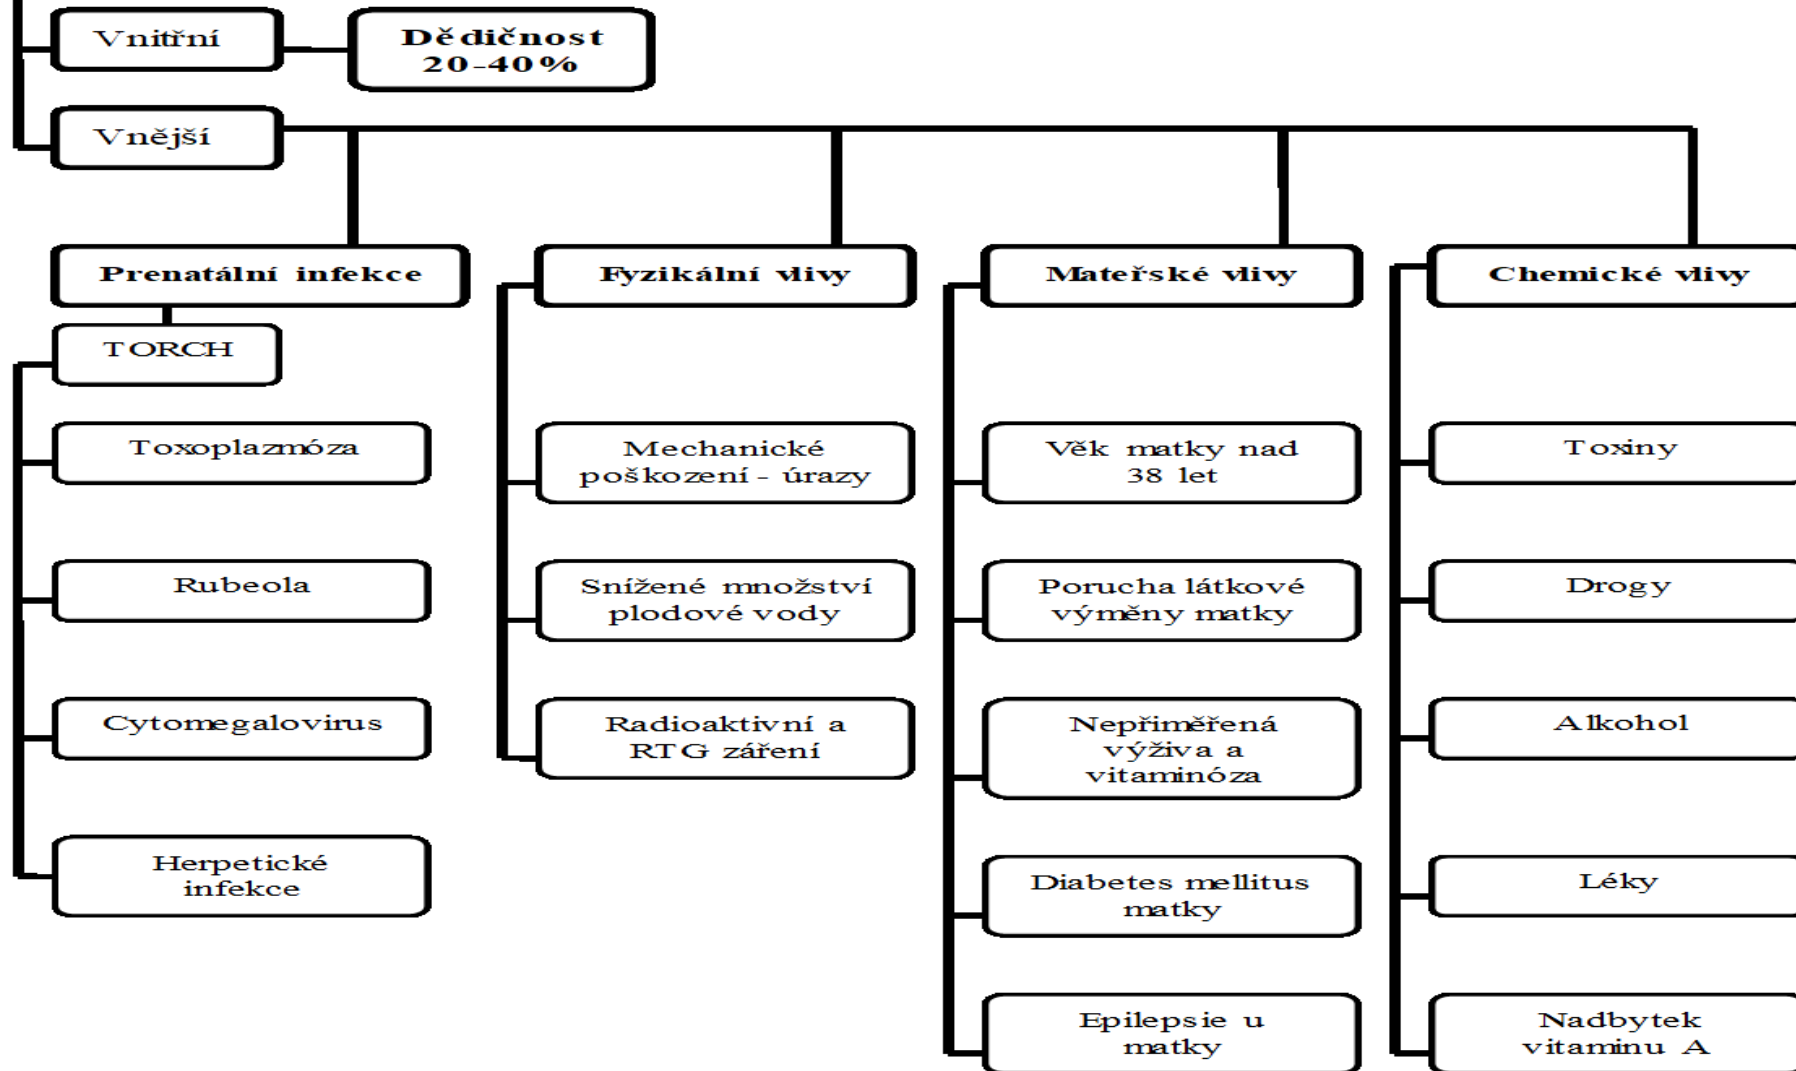 Vnitřní
Dědičnost
20-40%
Vnější
Prenatální infekce
TORCH
Toxoplazmóza
Rubeola
Cytomegalovirus
Herpetické
infekce
Fyzikální vlivy
Mechanické
poškození - úrazy
Snížené množství
plodové vody
Radioaktivní a
RTG záření
Mateřské vlivy
Věk matky nad
38 let
Porucha látkové
výměny matky
Nepřiměřená
výživa a
vitaminóza
Diabetes mellitus
matky
Epilepsie u
matky
Chemické vlivy
Toxiny
Drogy
Alkohol
Léky
Nadbytek
vitaminu A